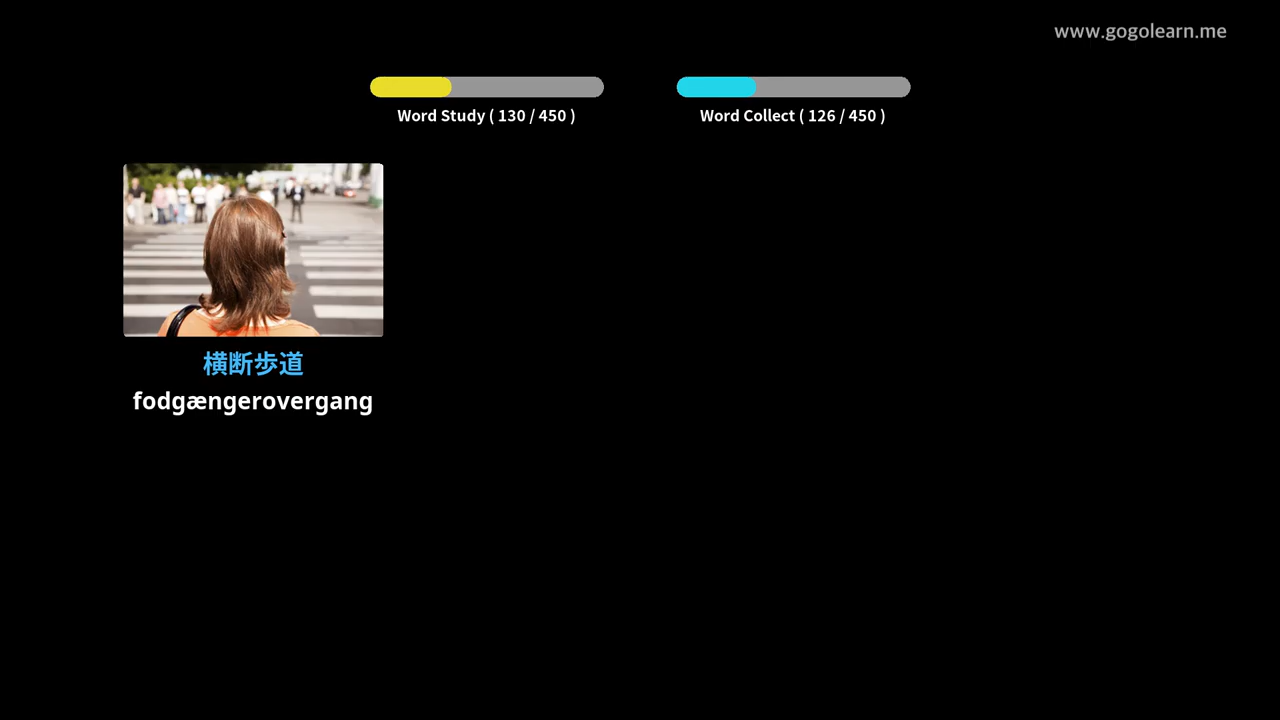 www.gogolearn.me
Word Study ( 130 / 450 )
Word Collect ( 126 / 450 )
横断歩道
fodgængerovergang